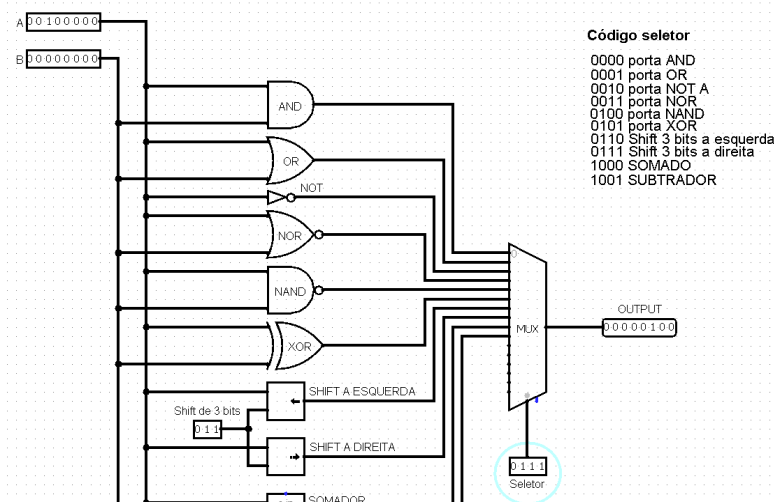 A 00100000
B 00000000
Código seletor
0000 porta AND
0001 porta OR
0010 porta NOT A
0011 porta NOR
0100 porta NAND
0101 porta XOR
0110 Shift 3 bits a esquerda
0111 Shift 3 bits a direita
1000 SOMADO
1001 SUBTRADOR
AND
OR
NOT
NOR
NAND
XOR
0
MUX
OUTPUT
00000100
SHIFT A ESQUERDA
Shift de 3 bits
011
SHIFT A DIREITA
0111
Seletor
SOMADOR